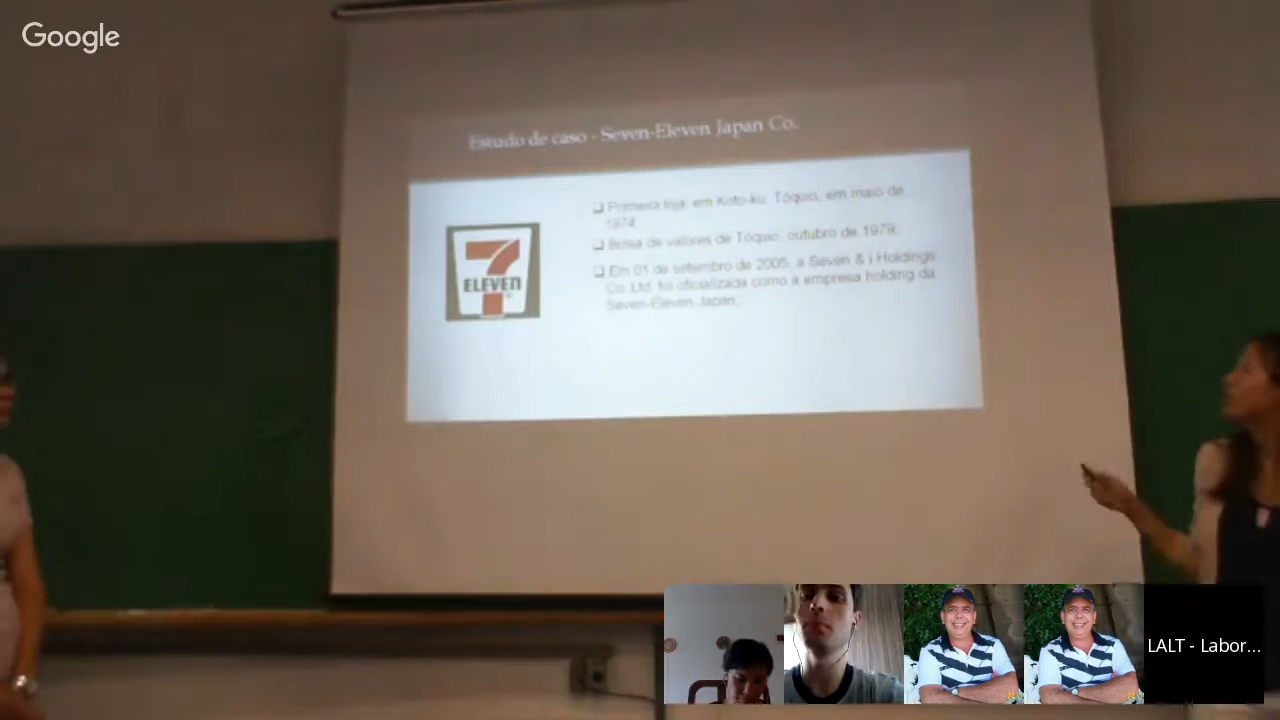 Google
Estudo de caso - Seven-Eleven Japan Co.
❑ Primeira loja, em Koto-ku, Tóquio, em maio de
1974.
❑ Bolsa de valores de Tóquio, outubro de 1979.
❑ Em 01 de setembro de 2005, a Seven & i Holdings
Co. Ltd. foi oficializada como a empresa holding da
Seven-Eleven Japan.
7
ELEVEN
LALT - Labor...